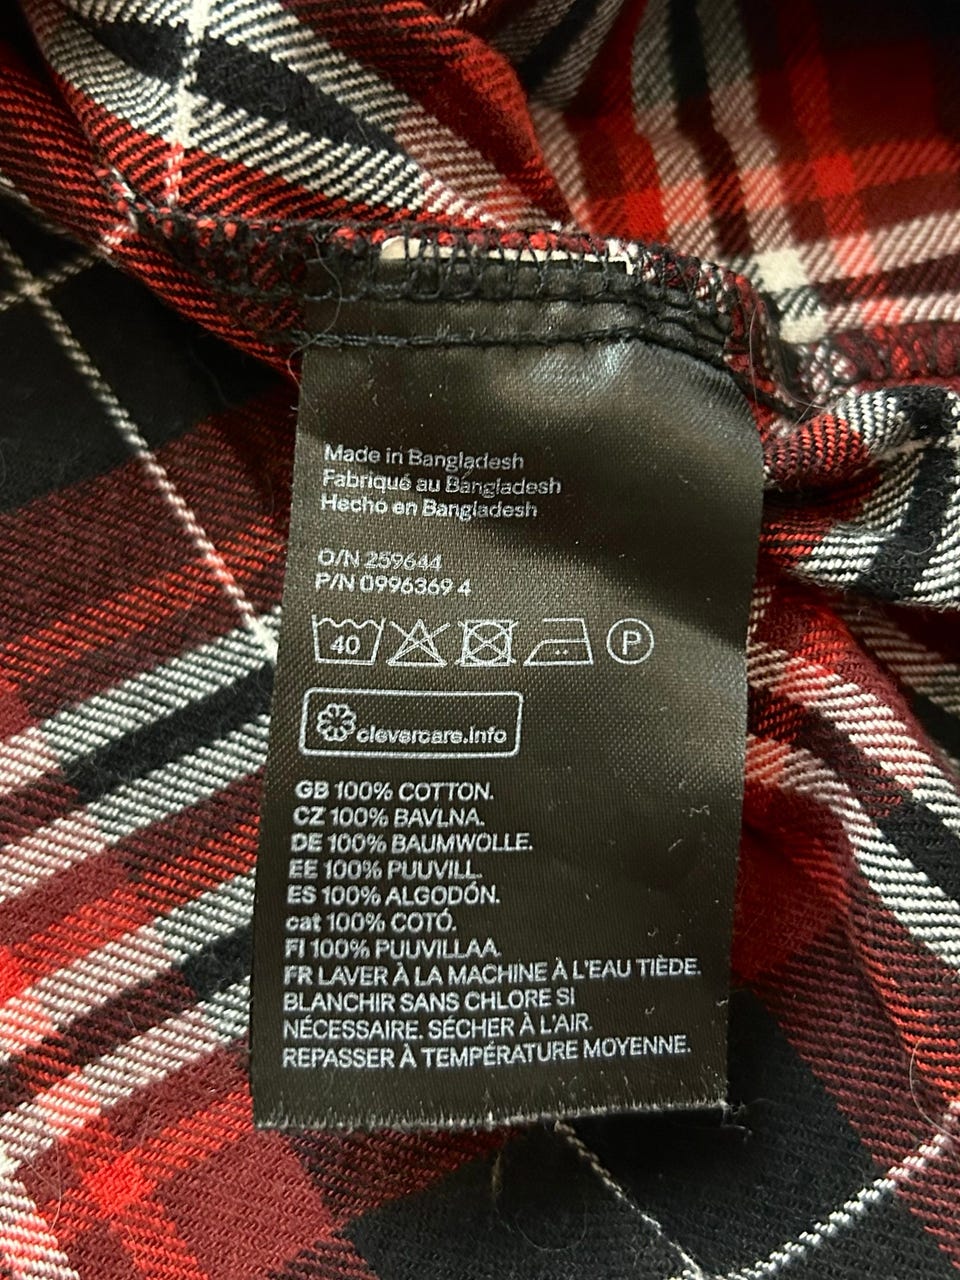 Made in Bangladesh
Fabriqué au Bangladesh
Hecho en Bangladesh
O/N 259644
P/N 0996369 4
40 P
clevercare.info
GB 100% COTTON.
CZ 100% BAVLNA.
DE 100% BAUMWOLLE.
EE 100% PUUVILL.
ES 100% ALGODÓN.
cat 100% COTÓ.
FI 100% PUUVILLAA.
FR LAVER À LA MACHINE À L'EAU TIÈDE.
BLANCHIR SANS CHLORE SI
NÉCESSAIRE. SÉCHER À L'AIR.
REPASSER À TEMPÉRATURE MOYENNE.